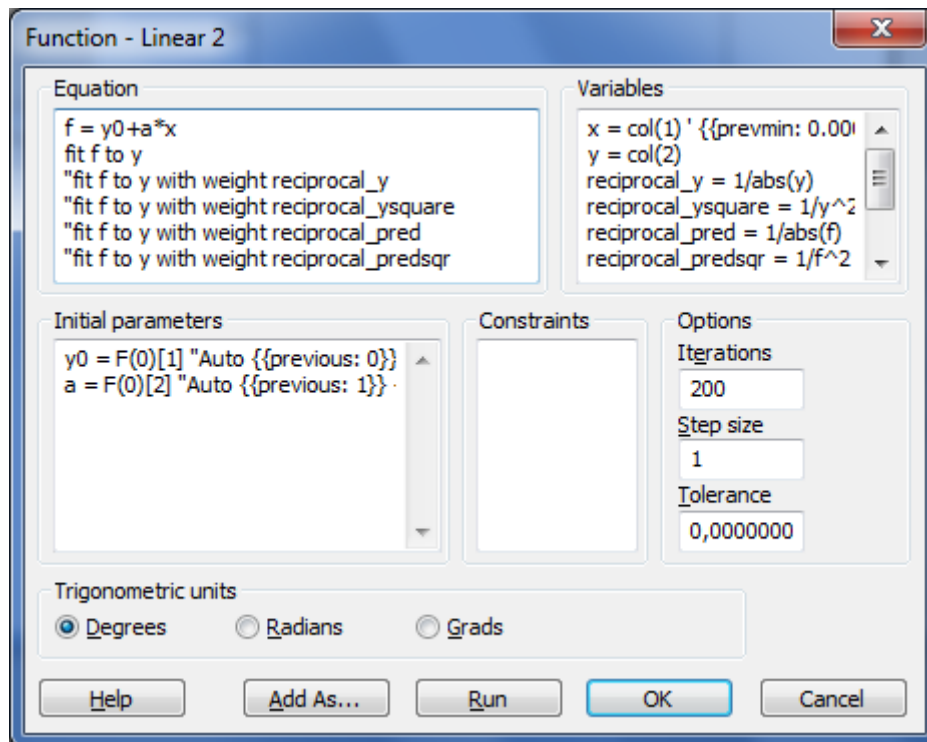 Function - Linear 2
Equation
f = y0+a*x
fit f to y
"fit f to y with weight reciprocal_y
"fit f to y with weight reciprocal_ysquare
"fit f to y with weight reciprocal_pred
"fit f to y with weight reciprocal_predsqr
Variables
x = col(1) ' {{prevmin: 0.00
y = col(2)
reciprocal_y = 1/abs(y)
reciprocal_ysquare = 1/y^2
reciprocal_pred = 1/abs(f)
reciprocal_predsqr = 1/f^2
Initial parameters
y0 = F(0)[1] "Auto {{previous: 0}}
a = F(0)[2] "Auto {{previous: 1}}
Constraints
Options
Iterations
200
Step size
1
Tolerance
0,0000000
Trigonometric units
Degrees Radians Grads
Help Add As... Run OK Cancel